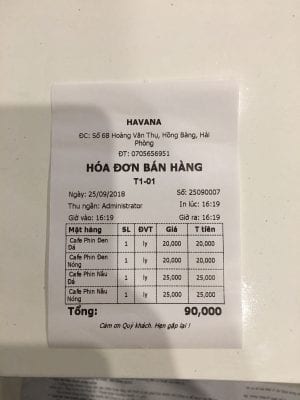 HAVANA
ĐC: Số 6B Hoàng Văn Thụ, Hồng Bàng, Hải
Phòng
ĐT: 0705656951
HÓA ĐƠN BÁN HÀNG
T1-01
Ngày: 25/09/2018 Số: 25090007
Thu ngân: Administrator In lúc: 16:19
Giờ vào: 16:19 Giờ ra: 16:19
Mặt hàng SL ĐVT Giá T tiền
Cafe Phin Đen Đá 1 ly 20,000 20,000
Cafe Phin Đen Nóng 1 ly 20,000 20,000
Cafe Phin Nâu Đá 1 ly 25,000 25,000
Cafe Phin Nâu Nóng 1 ly 25,000 25,000
Tổng: 90,000
Cám ơn Quý khách. Hẹn gặp lại !